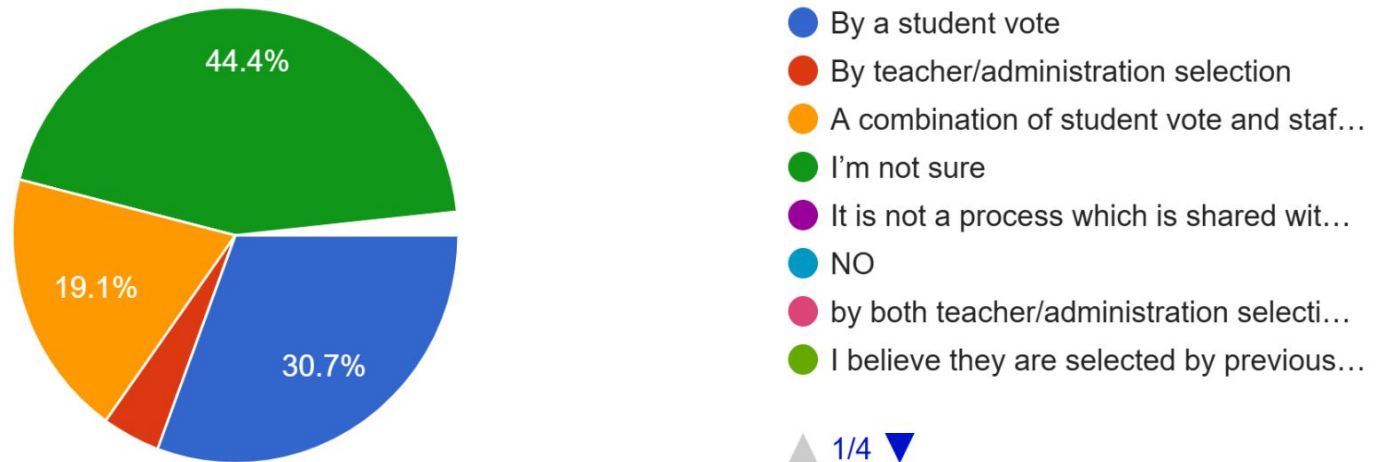 44.4%
19.1%
30.7%
By a student vote
By teacher/administration selection
A combination of student vote and staf…
I’m not sure
It is not a process which is shared wit…
NO
by both teacher/administration selecti…
I believe they are selected by previous…
1/4